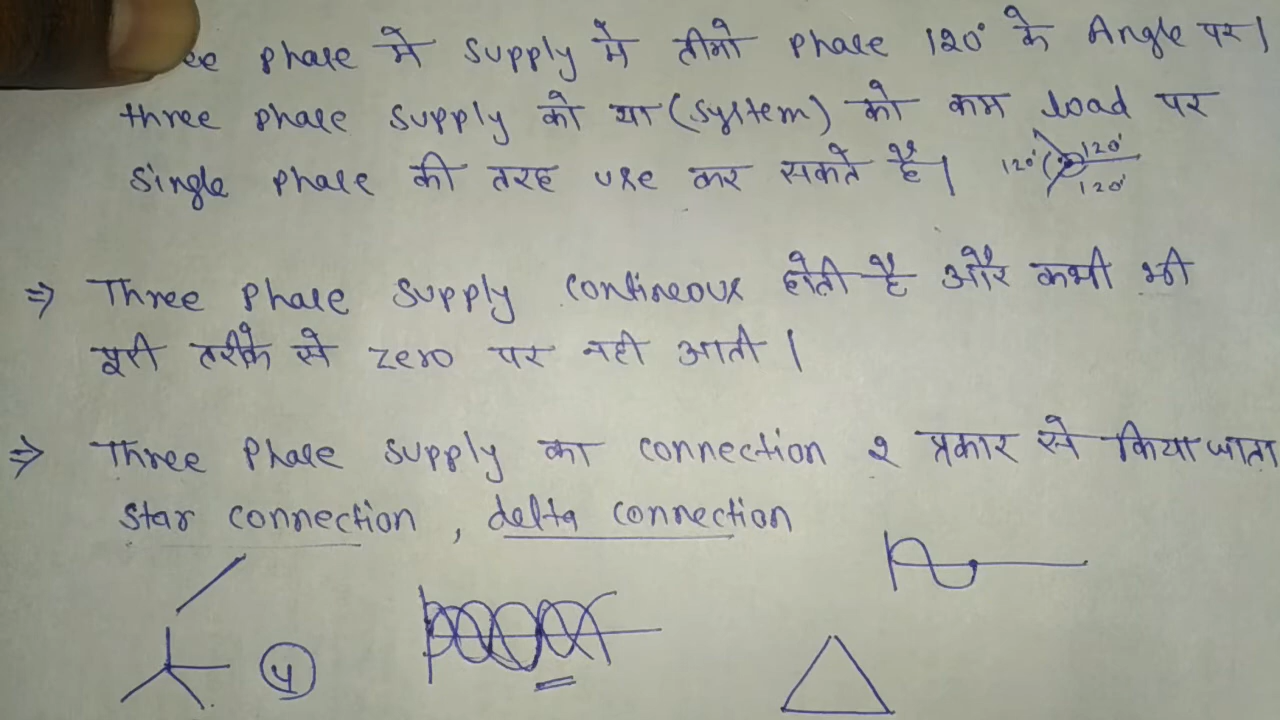 ee phase में supply में तीनो phase 120° के Angle पर।
three phase supply को या (system) को कम load पर
single phase की तरह use कर सकते है।
120° 120°
120°
⇒ Three phase supply contineous होती है और कभी भी
पूरी तरीके से zero पर नही आती।
⇒ Three phase supply का connection 2 प्रकार से किया जाता
star connection, delta connection